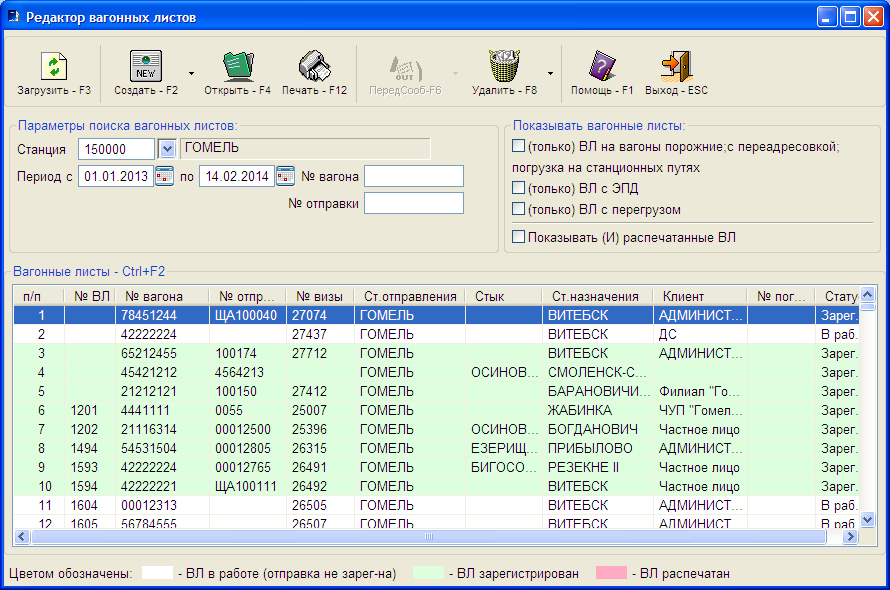 Редактор вагонных листов
Загрузить - F3 Создать - F2 Открыть - F4 Печать - F12 ПередСооб-F6 Удалить - F8 Помощь - F1 Выход - ESC
NEW
OUT
Параметры поиска вагонных листов:
Станция 150000 ГОМЕЛЬ
Период с 01.01.2013 по 14.02.2014 № вагона
№ отправки
Показывать вагонные листы:
(только) ВЛ на вагоны порожние;с переадресовкой;
погрузка на станционных путях
(только) ВЛ с ЭПД
(только) ВЛ с перегрузом
Показывать (И) распечатанные ВЛ
Вагонные листы - Ctrl+F2
п/п № ВЛ № вагона № отпр... № визы Ст.отправления Стык Ст.назначения Клиент № пог... Стату
1 78451244 ЩА100040 27074 ГОМЕЛЬ ВИТЕБСК АДМИНИСТ... Зарег.
2 42222224 27437 ГОМЕЛЬ ВИТЕБСК ДС В раб.
3 65212455 100174 27712 ГОМЕЛЬ ВИТЕБСК АДМИНИСТ... Зарег.
4 45421212 4564213 ГОМЕЛЬ ОСИНОВ... СМОЛЕНСК-С... Зарег.
5 21212121 100150 27412 ГОМЕЛЬ БАРАНОВИЧИ... Филиал "Го... Зарег.
6 1201 4441111 0055 25007 ГОМЕЛЬ ЖАБИНКА ЧУП "Гомел... Зарег.
7 1202 21116314 00012500 25396 ГОМЕЛЬ ОСИНОВ... БОГДАНОВИЧ Частное лицо Зарег.
8 1494 54531504 00012805 26315 ГОМЕЛЬ ЕЗЕРИЩ... ПРИБЫЛОВО АДМИНИСТ... Зарег.
9 1593 42222224 00012765 26491 ГОМЕЛЬ БИГОСО... РЕЗЕКНЕ II Частное лицо Зарег.
10 1594 42222221 ЩА100111 26492 ГОМЕЛЬ ВИТЕБСК Частное лицо Зарег.
11 1604 00012313 26505 ГОМЕЛЬ ВИТЕБСК АДМИНИСТ... В раб.
12 1605 56784555 26507 ГОМЕЛЬ ВИТЕБСК АДМИНИСТ... В раб.
Цветом обозначены: - ВЛ в работе (отправка не зарег-на) - ВЛ зарегистрирован - ВЛ распечатан